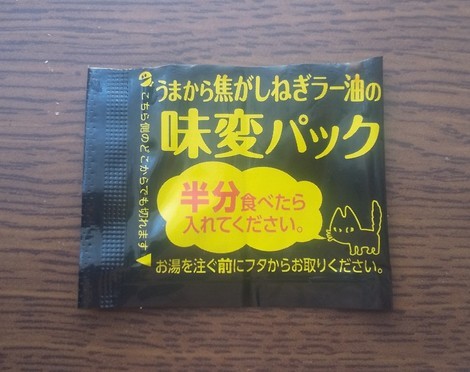 うまから焦がしねぎラー油の
味変パック
半分食べたら
入れてください。
お湯を注ぐ前にフタからお取りください。
こちら側のどこからでも切れます